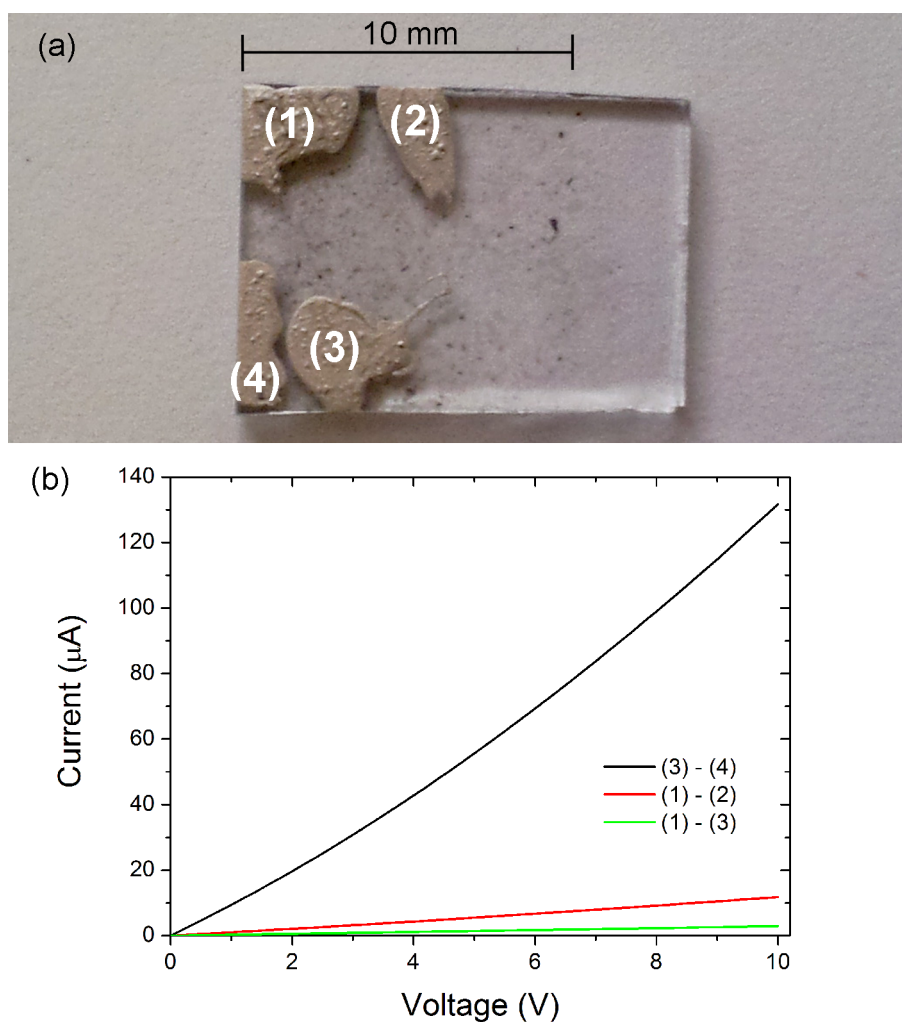 (a)
10 mm
(1)
(2)
(3)
(4)
(b)
140
120
100
80
60
40
20
0
Current (μA)
(3) - (4)
(1) - (2)
(1) - (3)
0 2 4 6 8 10
Voltage (V)